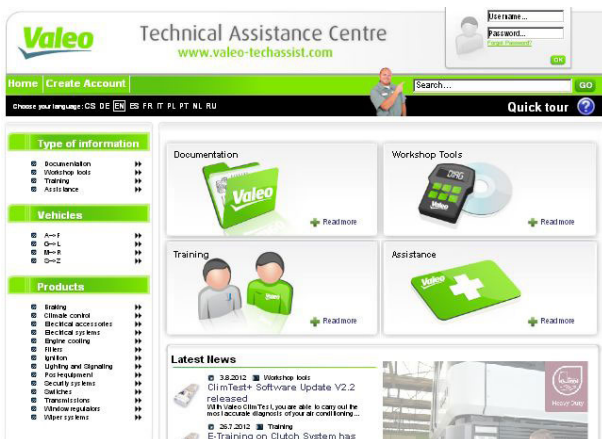 Valeo
Technical Assistance Centre
www.valeo-techassist.com
Username...
Password...
Forgot Password?
OK
Home Create Account
Search...
GO
Choose your language: CS DE EN ES FR IT PL PT NL RU
Quick tour ?
Type of information
Documentation
Workshop tools
Training
Assistance
Vehicles
A->F
G->L
M->R
S->Z
Products
Braking
Climate control
Electrical accessories
Electrical systems
Engine cooling
Filters
Ignition
Lighting and Signaling
Post equipment
Security systems
Switches
Transmissions
Window regulators
Wiper systems
Documentation
Valeo
Read more
Workshop Tools
DIAG
Valeo
Read more
Training
Read more
Assistance
Valeo
Read more
Latest News
3.8.2012 Workshop tools
ClimTest+ Software Update V2.2
released
With Valeo ClimTest, you are able to carry out the
most accurate diagnosis of your air conditioning...
26.7.2012 Training
E-Training on Clutch System has
Heavy Duty